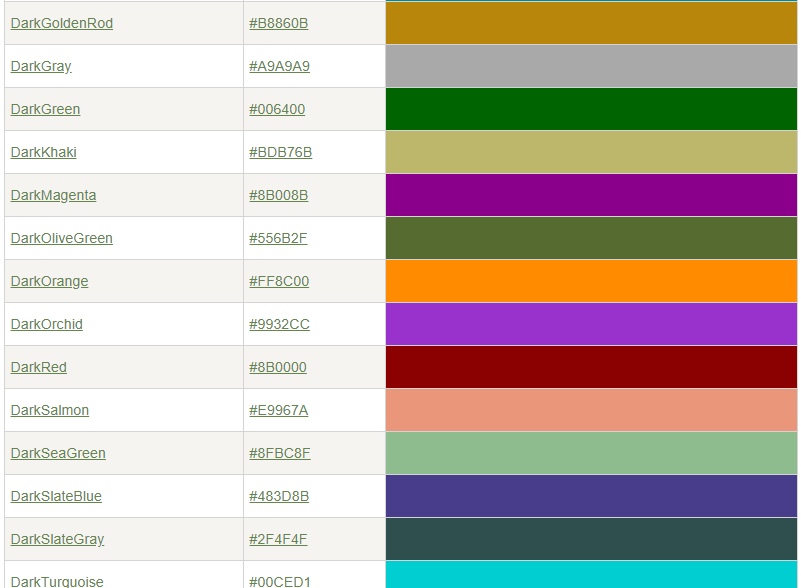 DarkGoldenRod #B8860B
DarkGray #A9A9A9
DarkGreen #006400
DarkKhaki #BDB76B
DarkMagenta #8B008B
DarkOliveGreen #556B2F
DarkOrange #FF8C00
DarkOrchid #9932CC
DarkRed #8B0000
DarkSalmon #E9967A
DarkSeaGreen #8FBC8F
DarkSlateBlue #483D8B
DarkSlateGray #2F4F4F
DarkTurquoise #00CED1